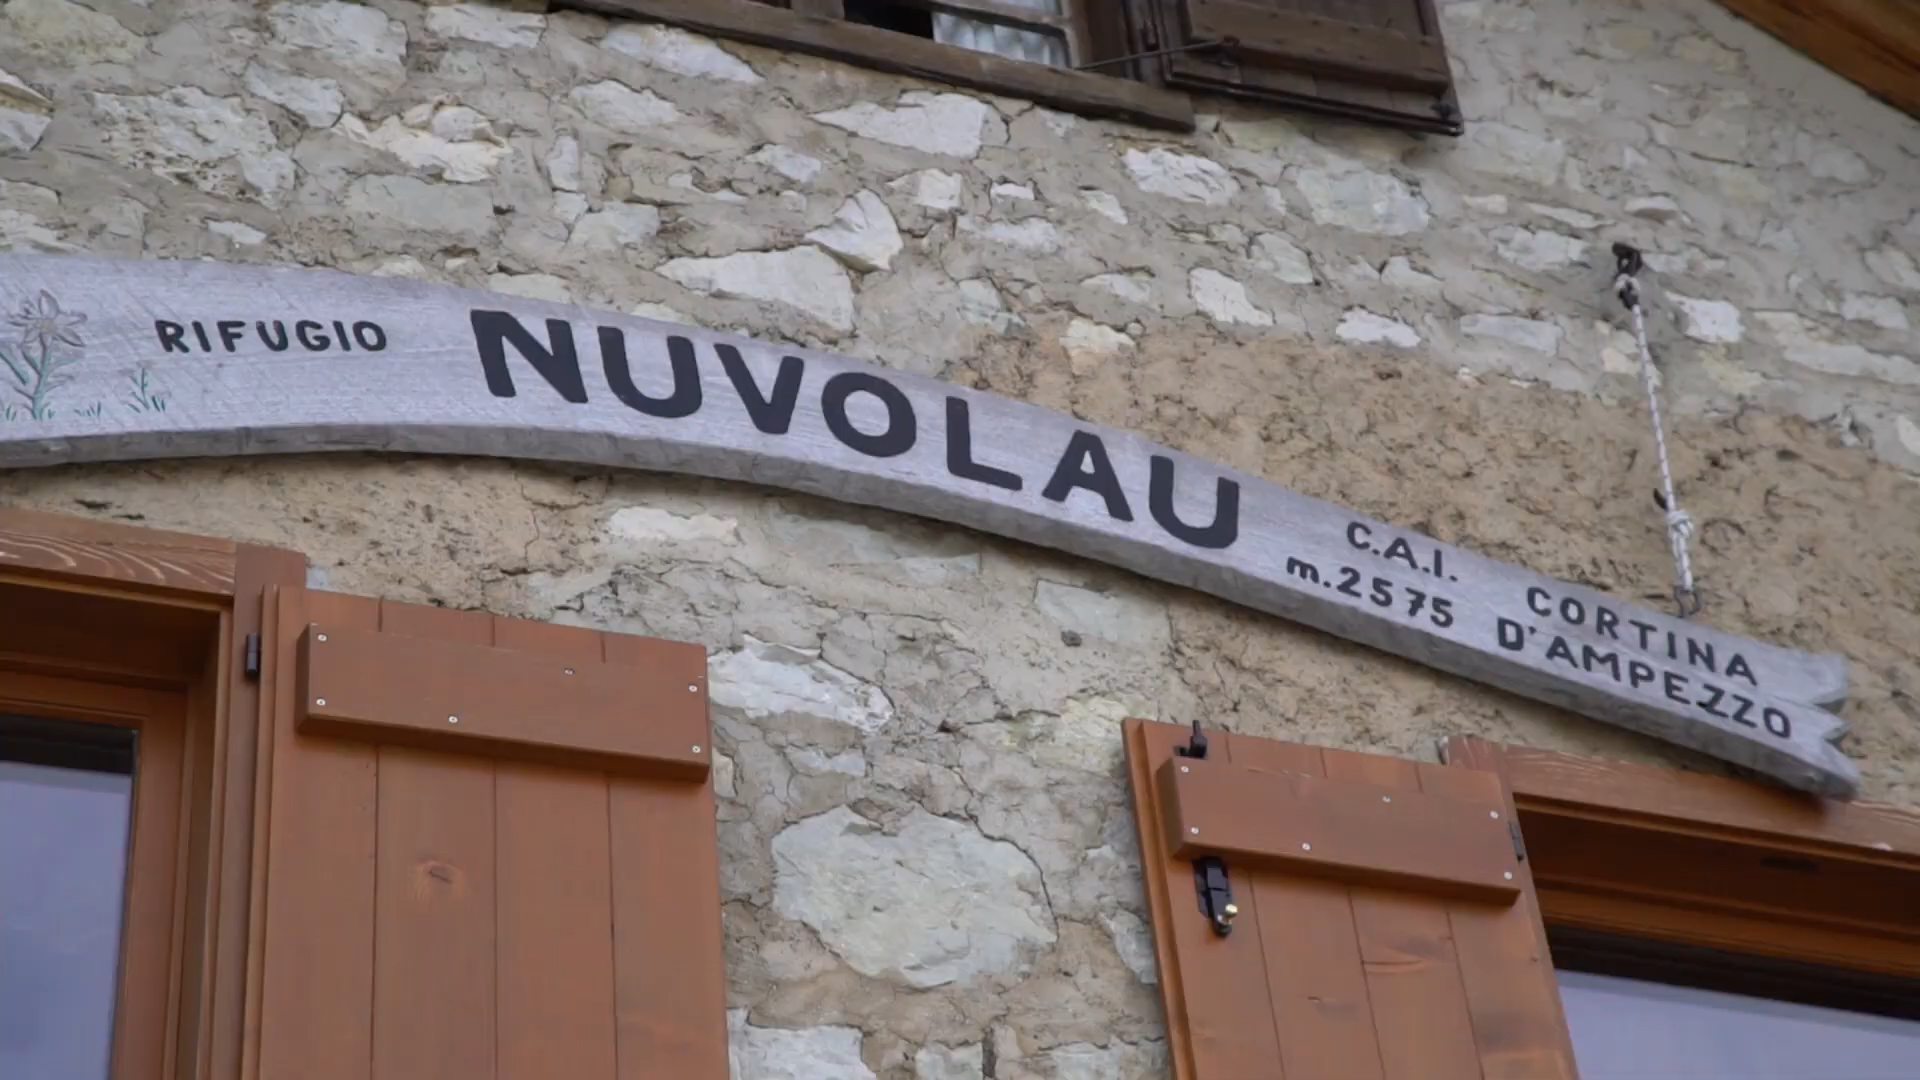 RIFUGIO NUVOLAU
C.A.I.
m.2575
CORTINA
D'AMPEZZO